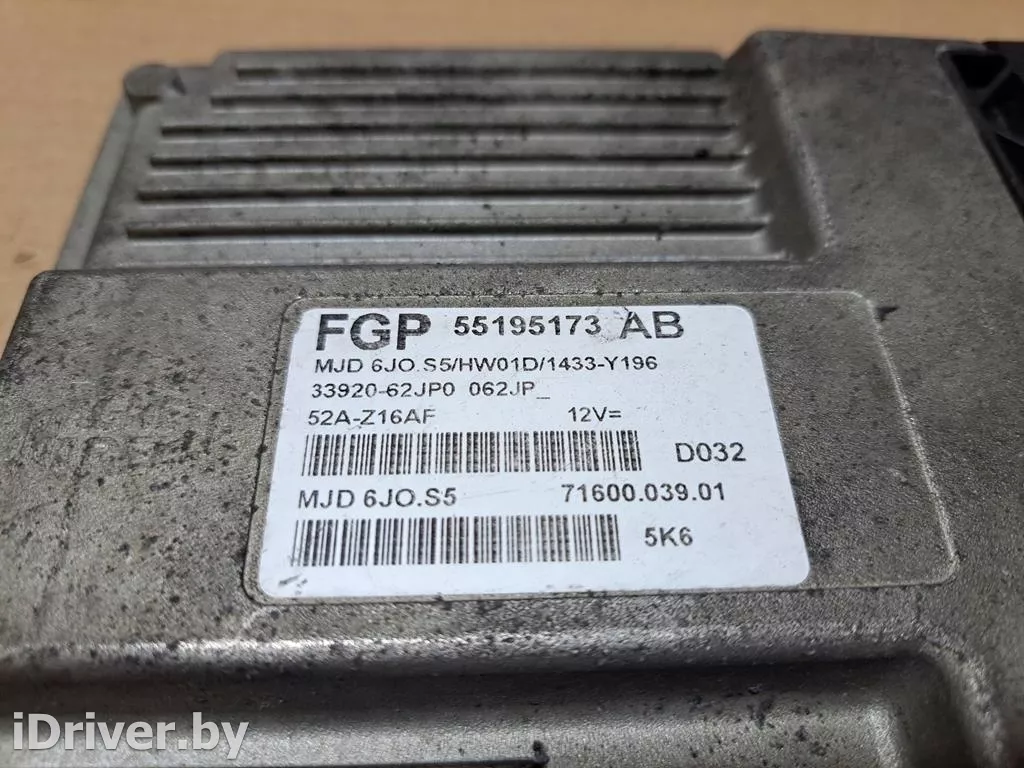 FGP 55195173 AB
MJD 6JO.S5/HW01D/1433-Y196
33920-62JP0 062JP_
52A-Z16AF 12V=
D032
MJD 6JO.S5 71600.039.01
5K6
iDriver.by